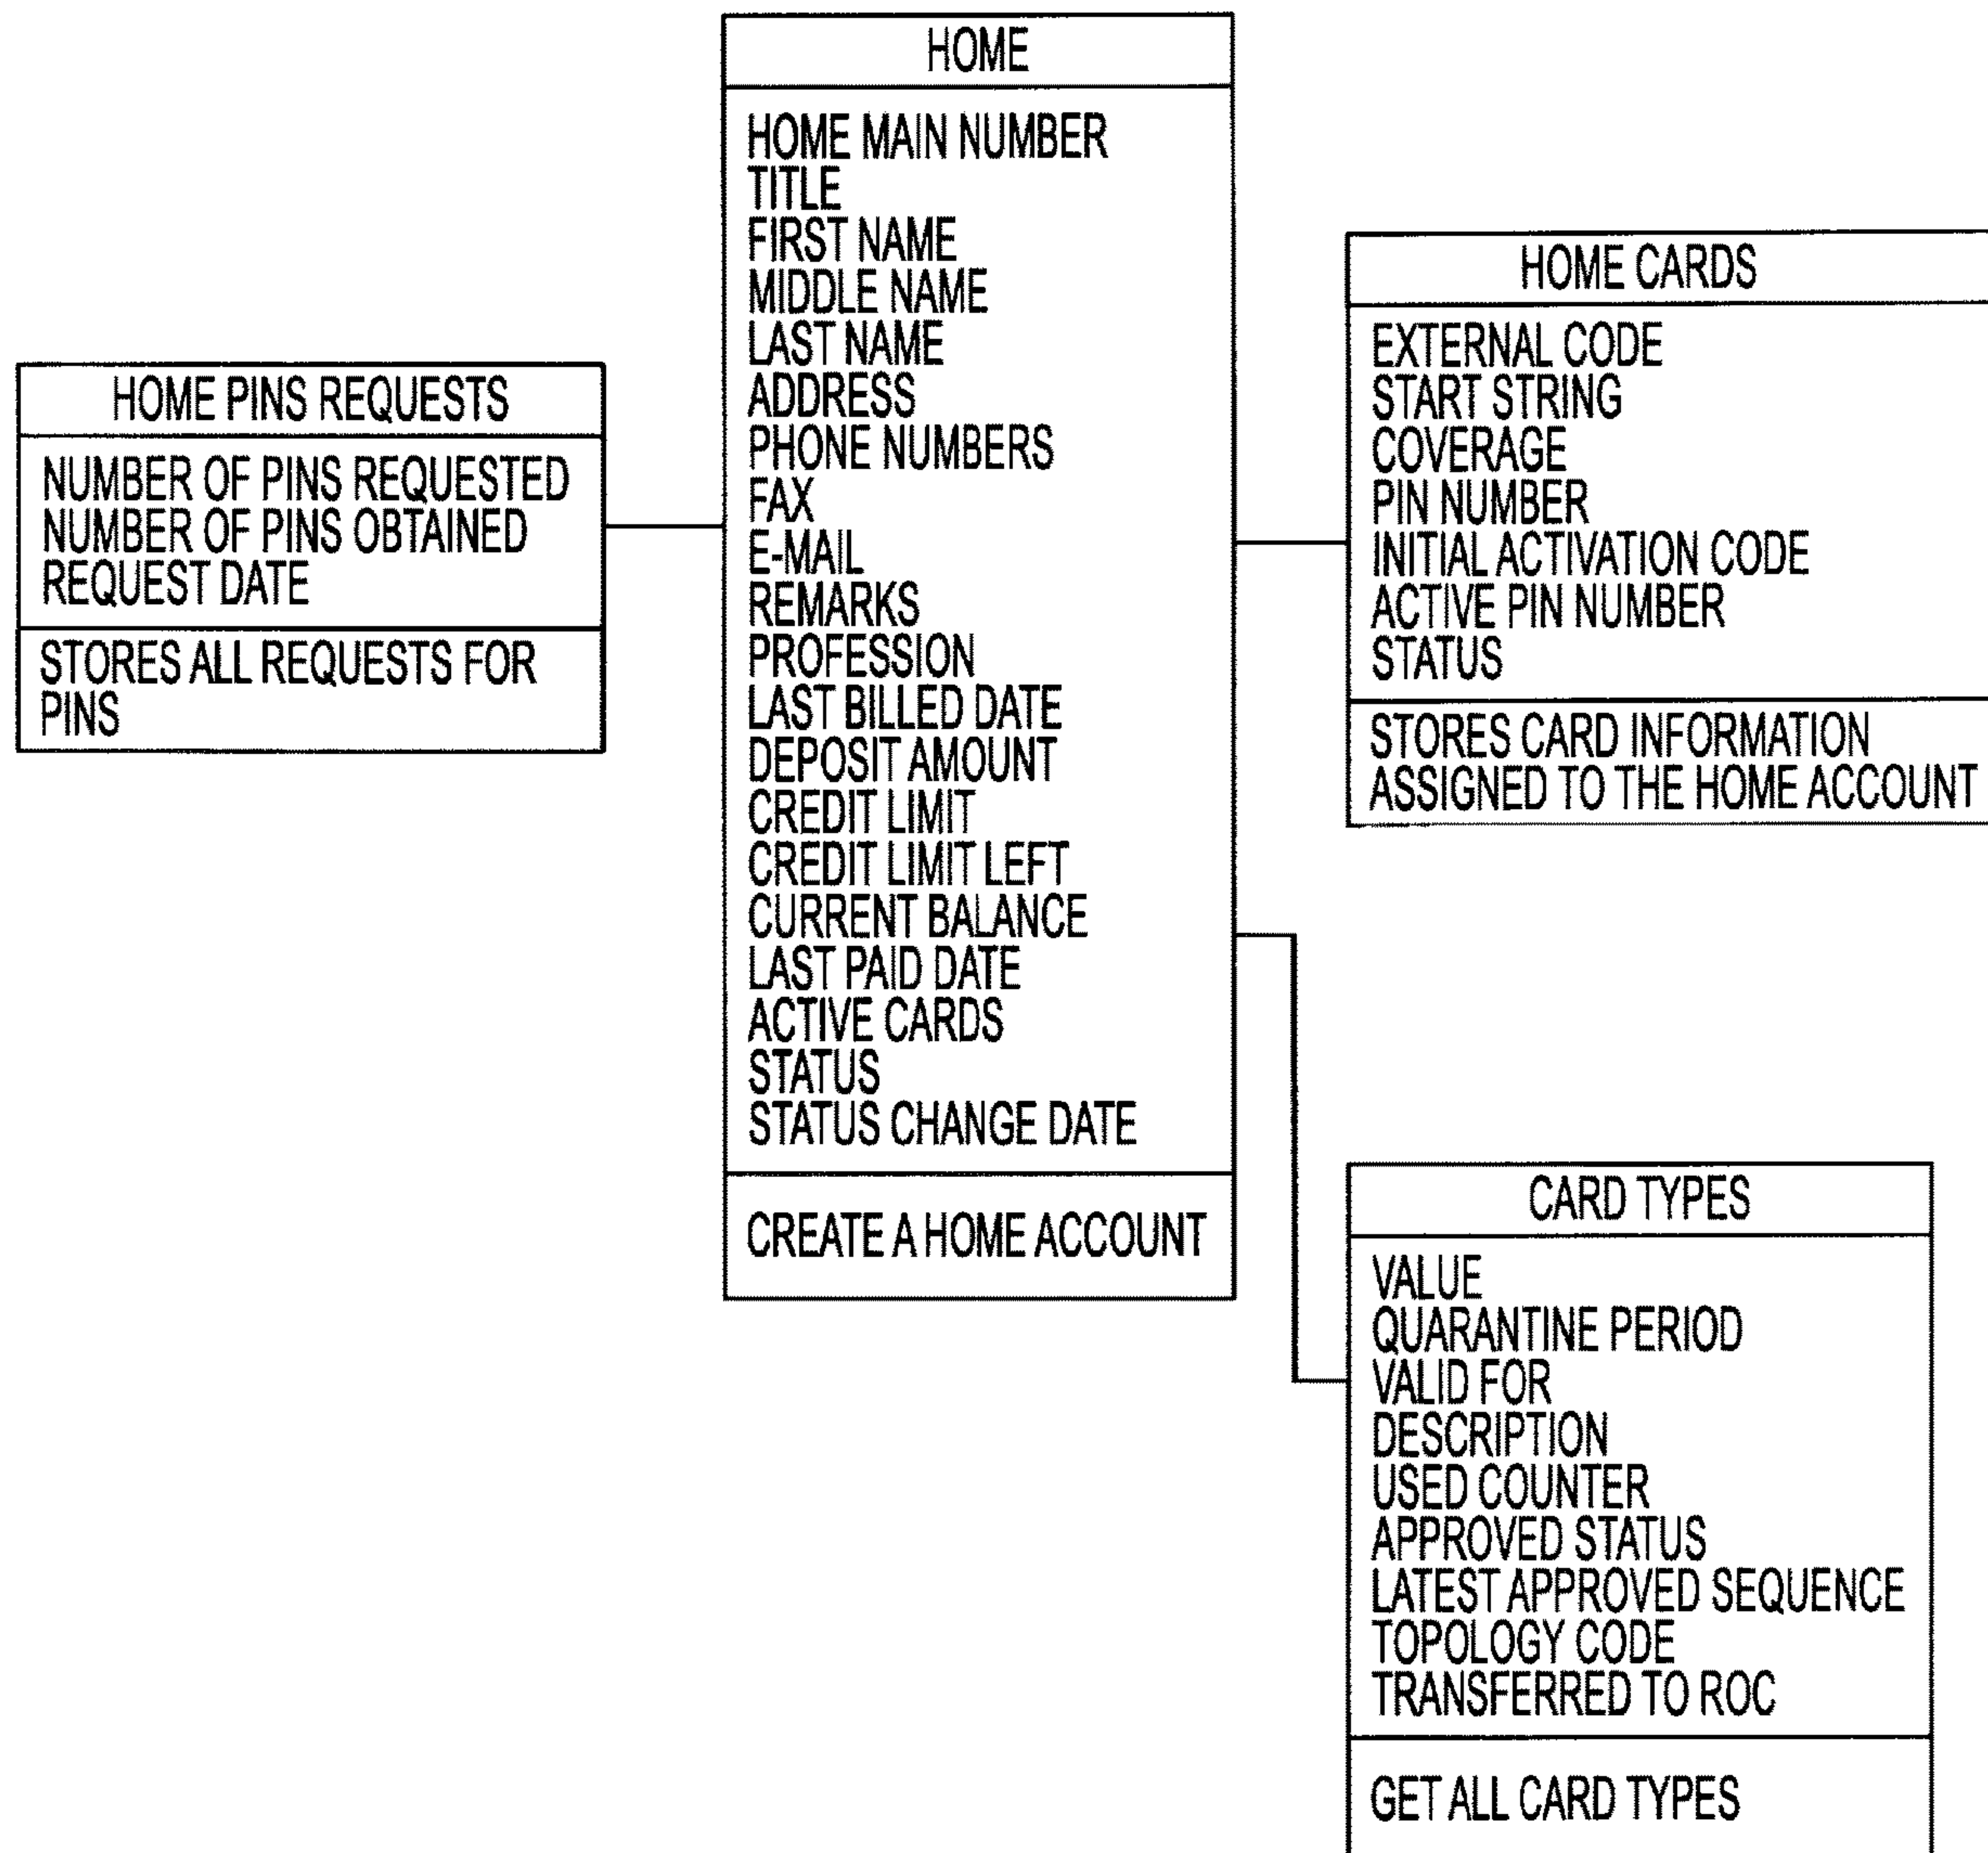 HOME PINS REQUESTS
NUMBER OF PINS REQUESTED
NUMBER OF PINS OBTAINED
REQUEST DATE
STORES ALL REQUESTS FOR
PINS
HOME
HOME MAIN NUMBER
TITLE
FIRST NAME
MIDDLE NAME
LAST NAME
ADDRESS
PHONE NUMBERS
FAX
E-MAIL
REMARKS
PROFESSION
LAST BILLED DATE
DEPOSIT AMOUNT
CREDIT LIMIT
CREDIT LIMIT LEFT
CURRENT BALANCE
LAST PAID DATE
ACTIVE CARDS
STATUS
STATUS CHANGE DATE
CREATE A HOME ACCOUNT
HOME CARDS
EXTERNAL CODE
START STRING
COVERAGE
PIN NUMBER
INITIAL ACTIVATION CODE
ACTIVE PIN NUMBER
STATUS
STORES CARD INFORMATION
ASSIGNED TO THE HOME ACCOUNT
CARD TYPES
VALUE
QUARANTINE PERIOD
VALID FOR
DESCRIPTION
USED COUNTER
APPROVED STATUS
LATEST APPROVED SEQUENCE
TOPOLOGY CODE
TRANSFERRED TO ROC
GET ALL CARD TYPES